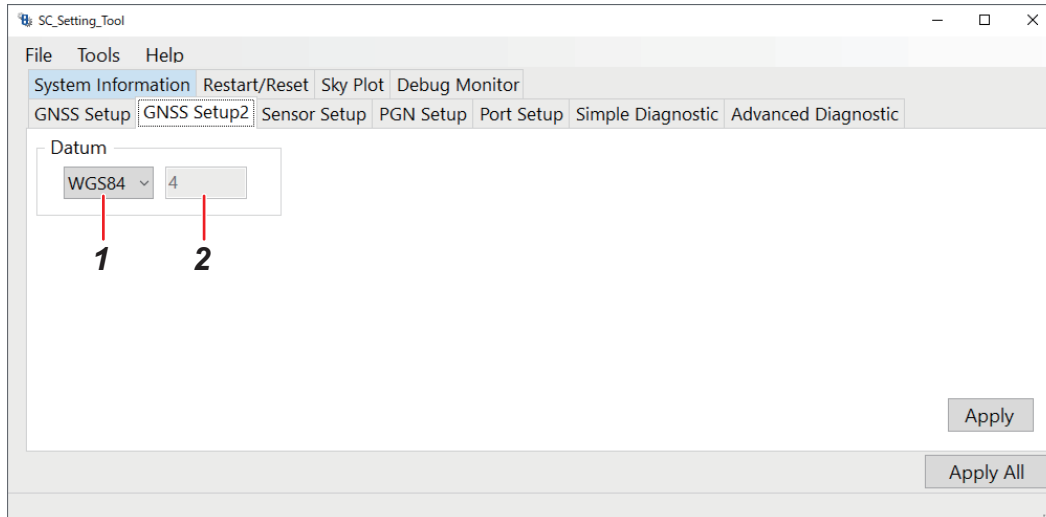 SC_Setting_Tool
File Tools Help
System Information Restart/Reset Sky Plot Debug Monitor
GNSS Setup GNSS Setup2 Sensor Setup PGN Setup Port Setup Simple Diagnostic Advanced Diagnostic
Datum
WGS84 4
1 2
Apply
Apply All